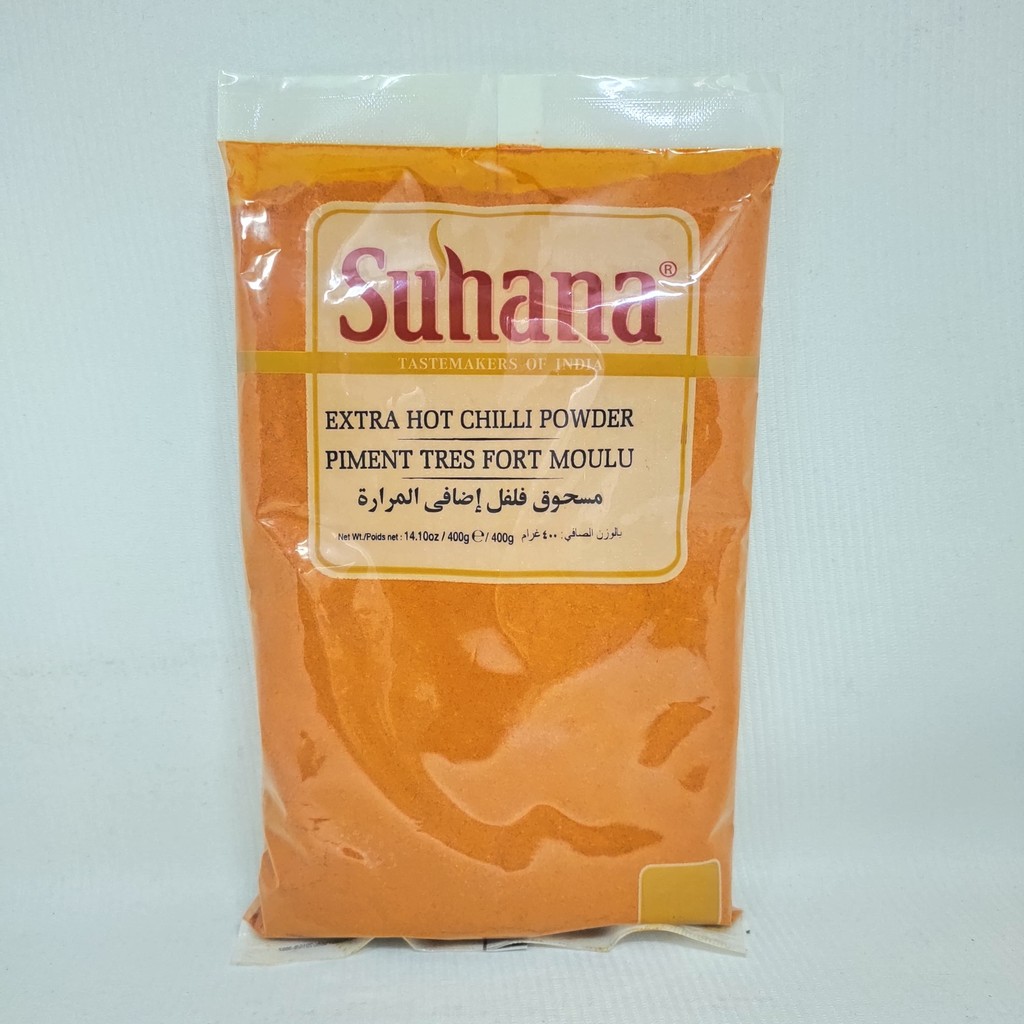 Suhana®
TASTEMAKERS OF INDIA
EXTRA HOT CHILLI POWDER
PIMENT TRES FORT MOULU
مسحوق فلفل إضافى المرارة
Net Wt./Poids net : 14.10oz / 400g ℮ / 400g بالوزن الصافي: ٤٠٠ غرام